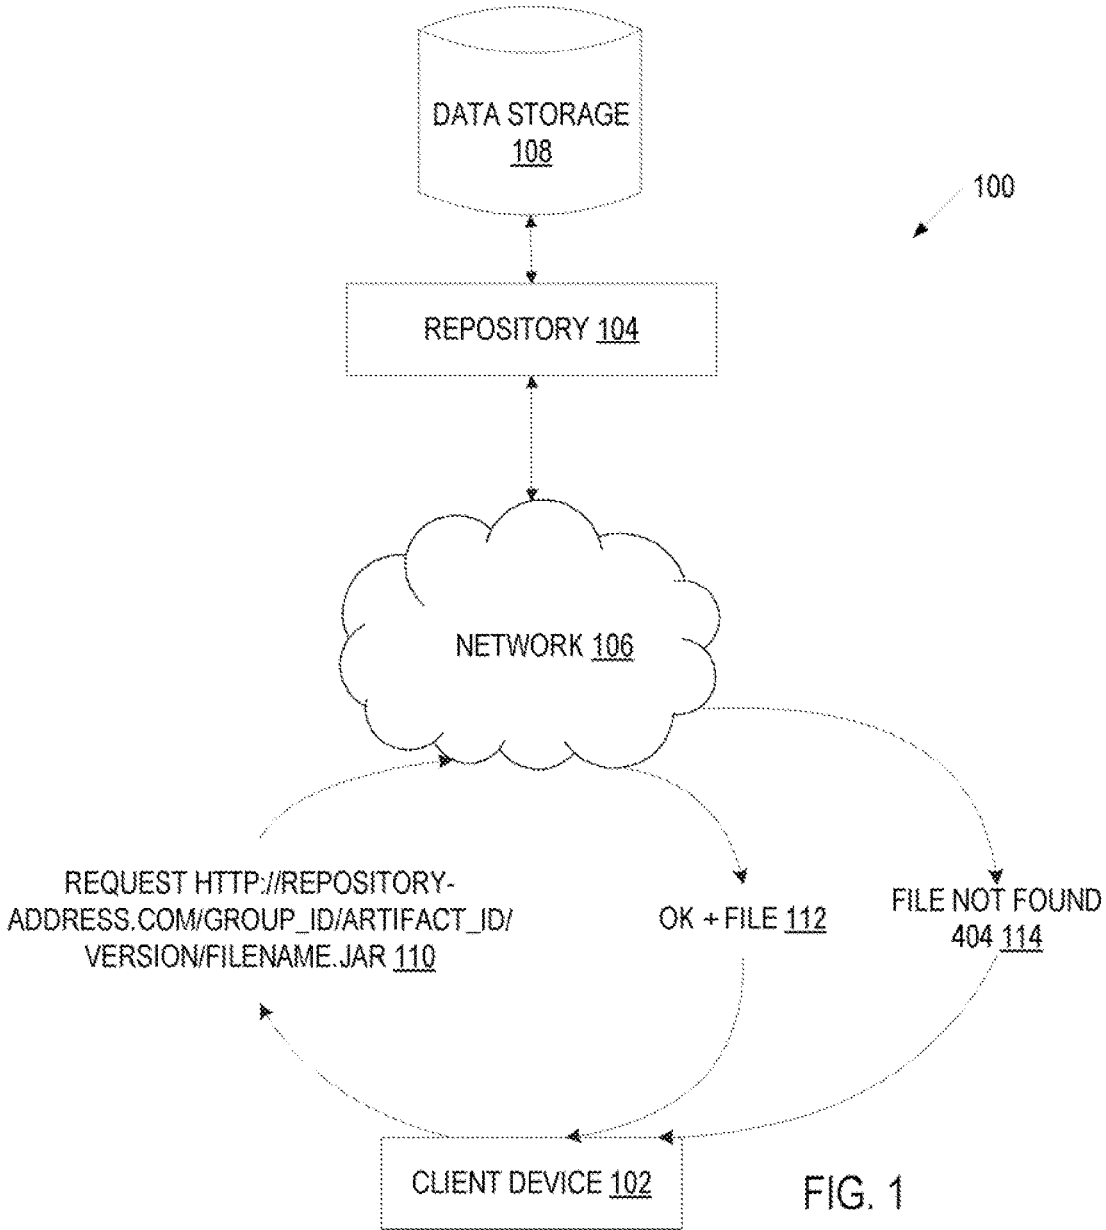 DATA STORAGE
108
100
REPOSITORY 104
NETWORK 106
REQUEST HTTP://REPOSITORY-
ADDRESS.COM/GROUP_ID/ARTIFACT_ID/
VERSION/FILENAME.JAR 110
OK + FILE 112
FILE NOT FOUND
404 114
CLIENT DEVICE 102
FIG. 1